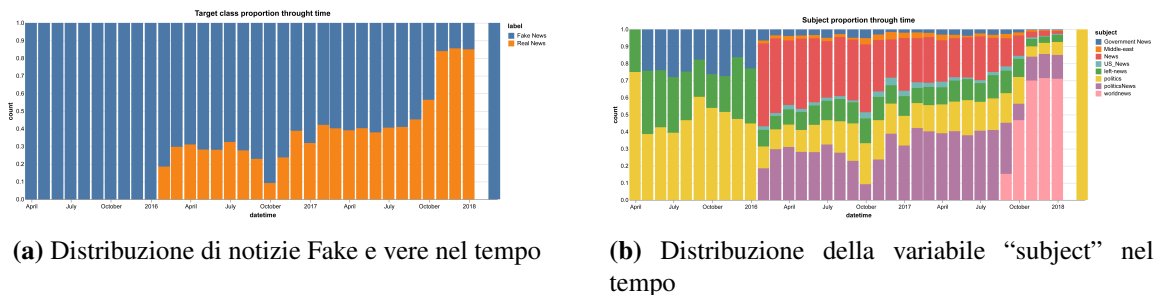 Target class proportion throught time
1.0
0.9
0.8
0.7
0.6
0.5
0.4
0.3
0.2
0.1
0.0
count
April July October 2016 April July October 2017 April July October 2018
datetime
label
Fake News
Real News
(a) Distribuzione di notizie Fake e vere nel tempo
Subject proportion through time
1.0
0.9
0.8
0.7
0.6
0.5
0.4
0.3
0.2
0.1
0.0
count
April July October 2016 April July October 2017 April July October 2018
datetime
subject
Government News
Middle-east
News
US_News
left-news
politics
politicsNews
worldnews
(b) Distribuzione della variabile “subject” nel
tempo